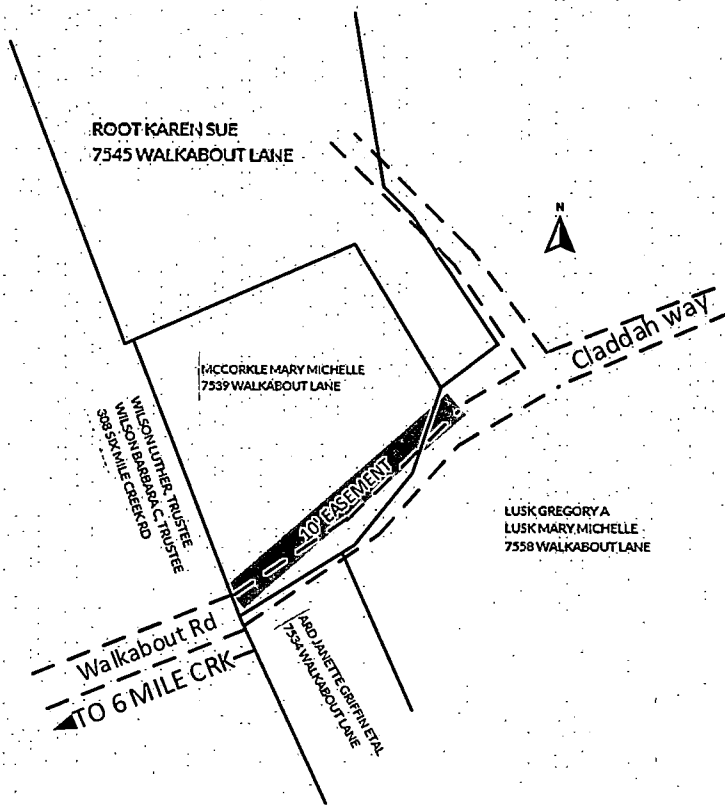 ROOT KAREN SUE
7545 WALKABOUT LANE
N
Claddah way
MCCORKLE MARY MICHELLE
7539 WALKABOUT LANE
WILSON LUTHER, TRUSTEE
WILSON BARBARA C, TRUSTEE
308 SIX MILE CREEK RD
10' EASEMENT
LUSK GREGORY A
LUSK MARY MICHELLE
7558 WALKABOUT LANE
Walkabout Rd
TO 6 MILE CRK
ARD JANETTE GRIFFIN ETAL
7534 WALKABOUT LANE